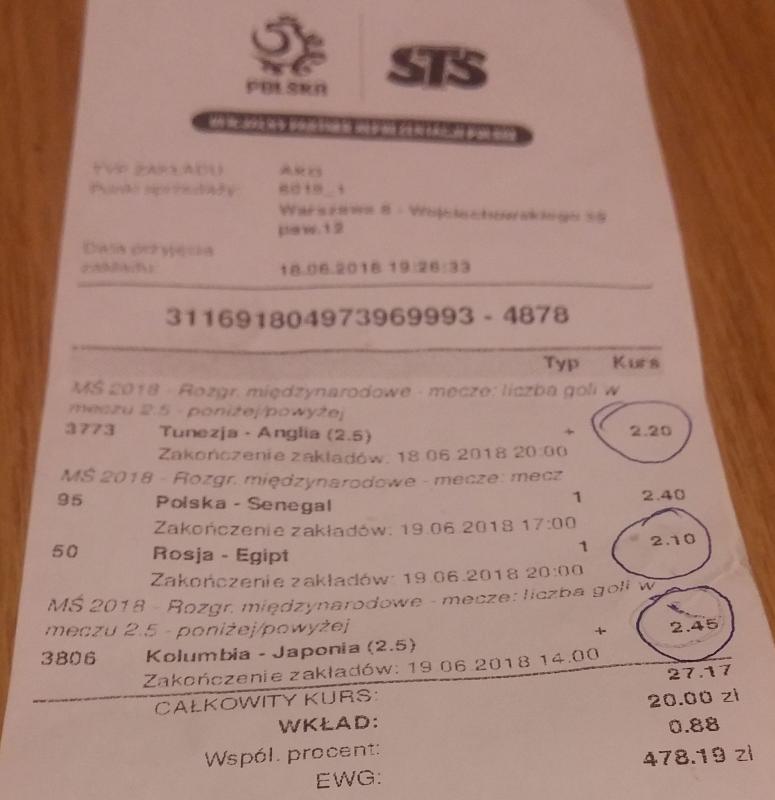 POLSKA STS
OFICJALNY PARTNER REPREZENTACJI POLSKI
TYP ZAKŁADU: AKO
Punkt sprzedaży: 6018_1
Warszawa 8 - Wojciechowskiego 39
paw.12
Data przyjęcia
zakładu: 18.06.2018 19:26:33
311691804973969993 - 4878
Typ Kurs
MŚ 2018 - Rozgr. międzynarodowe - mecze: liczba goli w
meczu 2.5 - poniżej/powyżej
3773 Tunezja - Anglia (2.5) + 2.20
Zakończenie zakładów: 18.06.2018 20:00
MŚ 2018 - Rozgr. międzynarodowe - mecze: mecz
95 Polska - Senegal 1 2.40
Zakończenie zakładów: 19.06.2018 17:00
50 Rosja - Egipt 1 2.10
Zakończenie zakładów: 19.06.2018 20:00
MŚ 2018 - Rozgr. międzynarodowe - mecze: liczba goli w
meczu 2.5 - poniżej/powyżej
3806 Kolumbia - Japonia (2.5) + 2.45
Zakończenie zakładów: 19.06.2018 14:00
CAŁKOWITY KURS: 27.17
WKŁAD: 20.00 zł
Współ. procent: 0.88
EWG: 478.19 zł